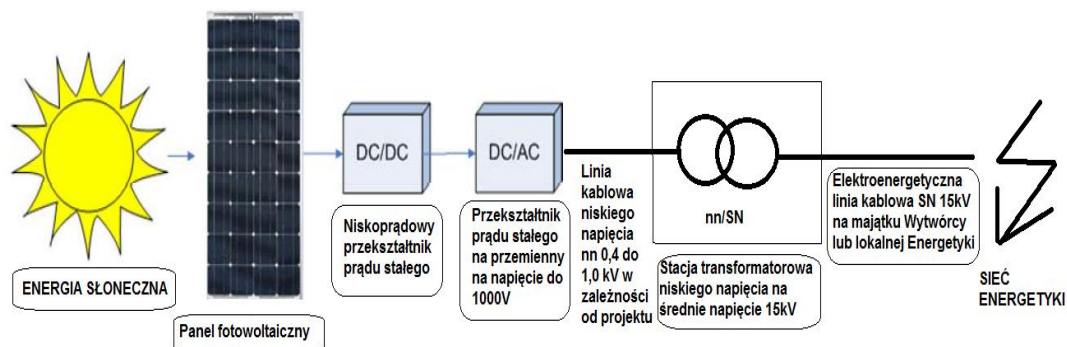 ENERGIA SŁONECZNA
Panel fotowoltaiczny
DC/DC
Niskoprądowy
przekształtnik
prądu stałego
DC/AC
Przekształtnik
prądu stałego
na przemienny
na napięcie do
1000V
Linia
kablowa
niskiego
napięcia
nn 0,4 do
1,0 kV w
zależności
od projektu
nn/SN
Stacja transformatorowa
niskiego napięcia na
średnie napięcie 15kV
Elektroenergetyczna
linia kablowa SN 15kV
na majątku Wytwórcy
lub lokalnej Energetyki
SIEĆ
ENERGETYKI